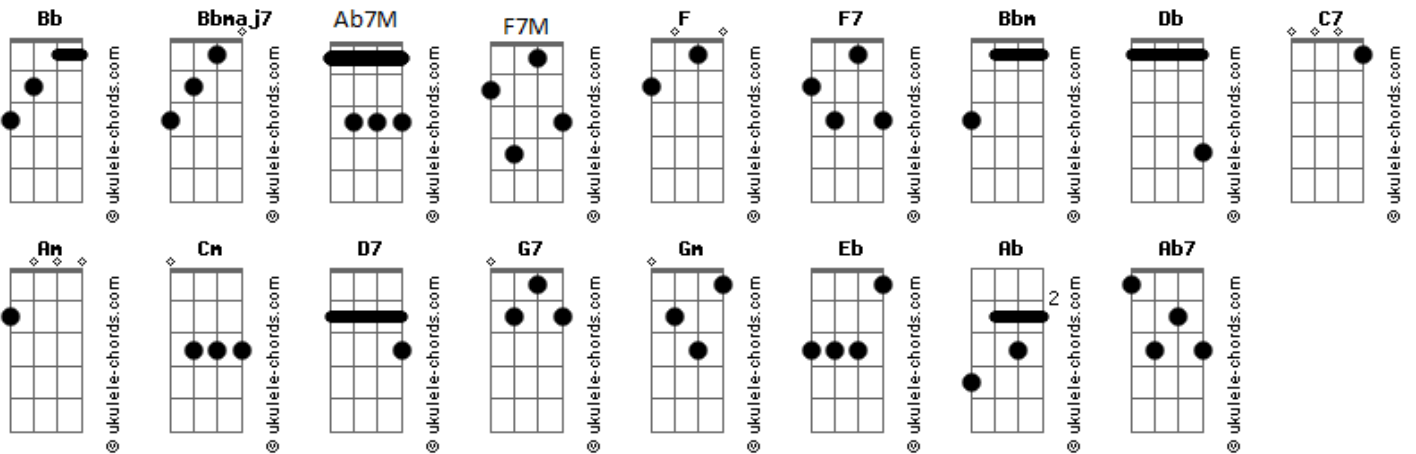 Bb Bbmaj7 Ab7M F7M F F7 Bbm Db C7
© ukulele-chords.com © ukulele-chords.com © ukulele-chords.com © ukulele-chords.com © ukulele-chords.com © ukulele-chords.com © ukulele-chords.com © ukulele-chords.com © ukulele-chords.com
Am Cm D7 G7 Gm Eb Ab Ab7
2
© ukulele-chords.com © ukulele-chords.com © ukulele-chords.com © ukulele-chords.com © ukulele-chords.com © ukulele-chords.com © ukulele-chords.com © ukulele-chords.com